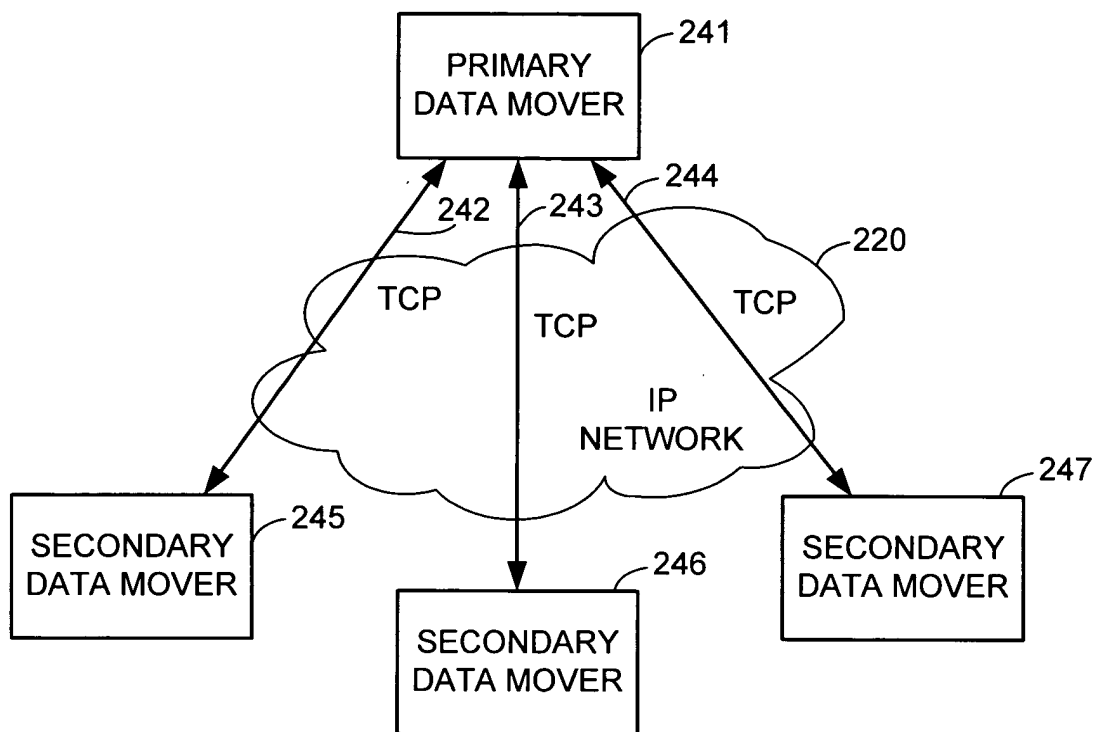 241
PRIMARY
DATA MOVER
244
242
243
220
TCP
TCP
TCP
IP
NETWORK
245
247
SECONDARY
DATA MOVER
246
SECONDARY
DATA MOVER
SECONDARY
DATA MOVER